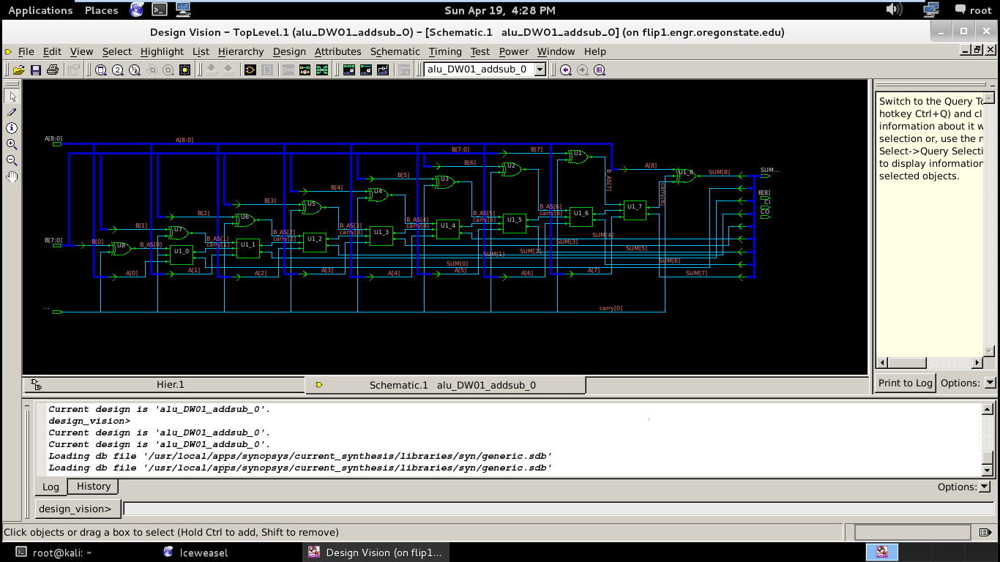 Applications Places Sun Apr 19, 4:28 PM root
Design Vision - TopLevel.1 (alu_DW01_addsub_0) - [Schematic.1 alu_DW01_addsub_0] (on flip1.engr.oregonstate.edu)
File Edit View Select Highlight List Hierarchy Design Attributes Schematic Timing Test Power Window Help
alu_DW01_addsub_0
Switch to the Query To
hotkey Ctrl+Q) and cl
information about it w
selection or, use the m
Select->Query Selecti
to display information
selected objects.
A[8:0] A[8:0]
B[7:0] B[7] U1
B[6] U2 A[8] U1_8 SUM[8] SUM...
B[5] U3 B_AS[7]
B[4] U4 carry[8] B[8]
B[3] U5 CI
B[2] U6 B_AS[6] U1_7 CO
carry[6] U1_6
B_AS[5] U1_5
carry[5]
B[1] U7 B_AS[4] U1_4
carry[4]
B_AS[3] U1_3
carry[3] SUM[4]
B[7:0] B[0] U8 B_AS[0] B_AS[1] U1_1 B_AS[2] U1_2 SUM[3]
carry[1] carry[2]
U1_0 SUM[1] SUM[2] SUM[5]
SUM[0] SUM[6]
A[0] A[1] A[2] A[3] A[4] A[5] A[6] A[7] SUM[7]
... carry[0]
Hier.1 Schematic.1 alu_DW01_addsub_0
Print to Log Options:
Current design is 'alu_DW01_addsub_0'.
design_vision>
Current design is 'alu_DW01_addsub_0'.
Current design is 'alu_DW01_addsub_0'.
Loading db file '/usr/local/apps/synopsys/current_synthesis/libraries/syn/generic.sdb'
Loading db file '/usr/local/apps/synopsys/current_synthesis/libraries/syn/generic.sdb'
Log History Options:
design_vision>
Click objects or drag a box to select (Hold Ctrl to add, Shift to remove)
root@kali: ~ Iceweasel Design Vision (on flip1...